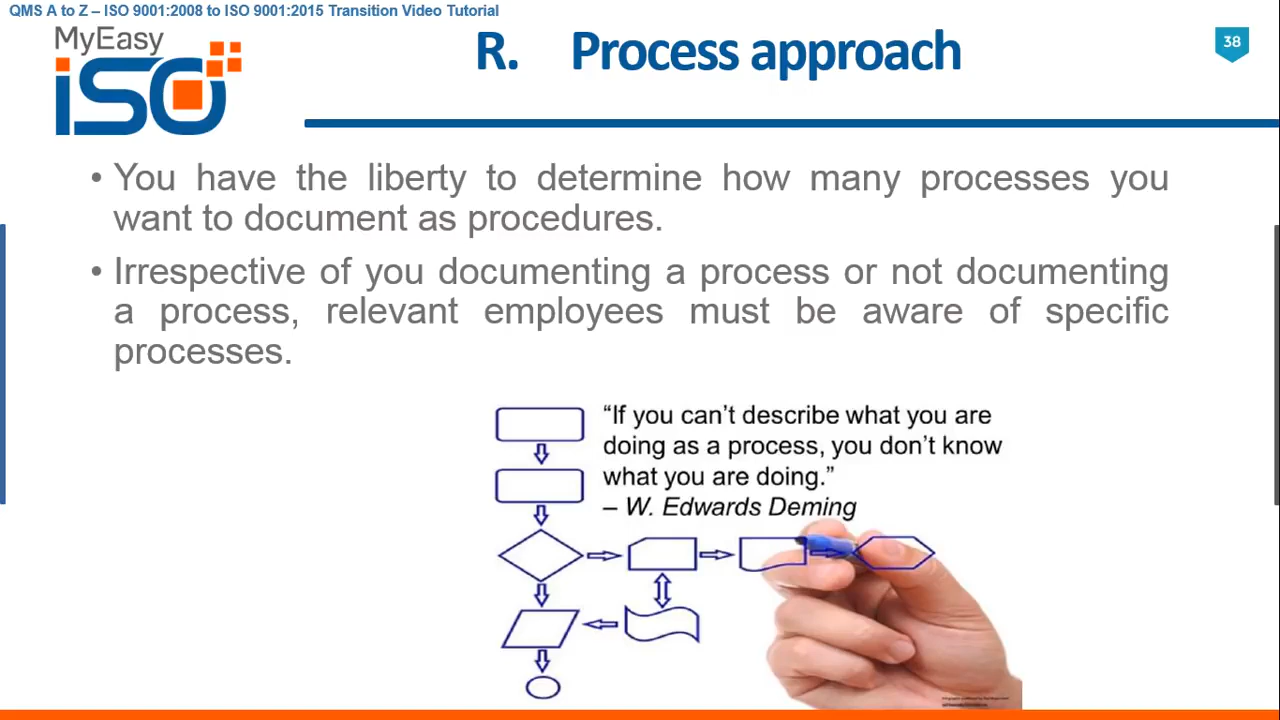 QMS A to Z – ISO 9001:2008 to ISO 9001:2015 Transition Video Tutorial
MyEasy
iSO
R. Process approach
38
• You have the liberty to determine how many processes you
want to document as procedures.
• Irrespective of you documenting a process or not documenting
a process, relevant employees must be aware of specific
processes.
“If you can’t describe what you are
doing as a process, you don’t know
what you are doing.”
– W. Edwards Deming